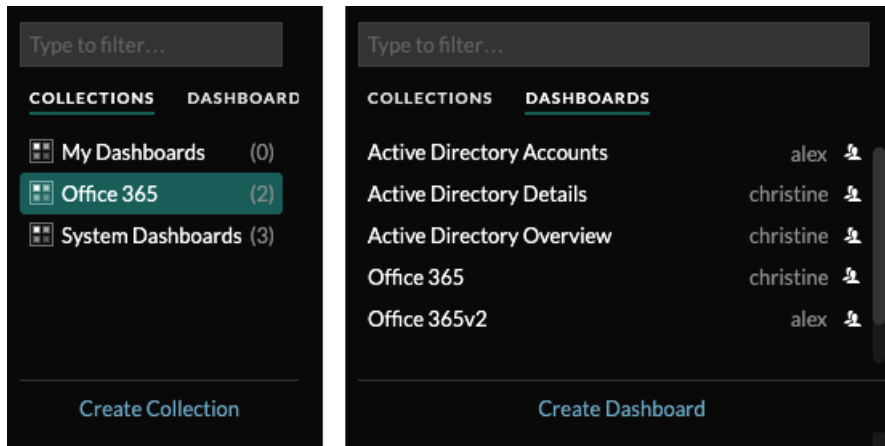 Type to filter...
COLLECTIONS DASHBOARD
My Dashboards (0)
Office 365 (2)
System Dashboards (3)
Create Collection
Type to filter...
COLLECTIONS DASHBOARDS
Active Directory Accounts alex
Active Directory Details christine
Active Directory Overview christine
Office 365 christine
Office 365v2 alex
Create Dashboard